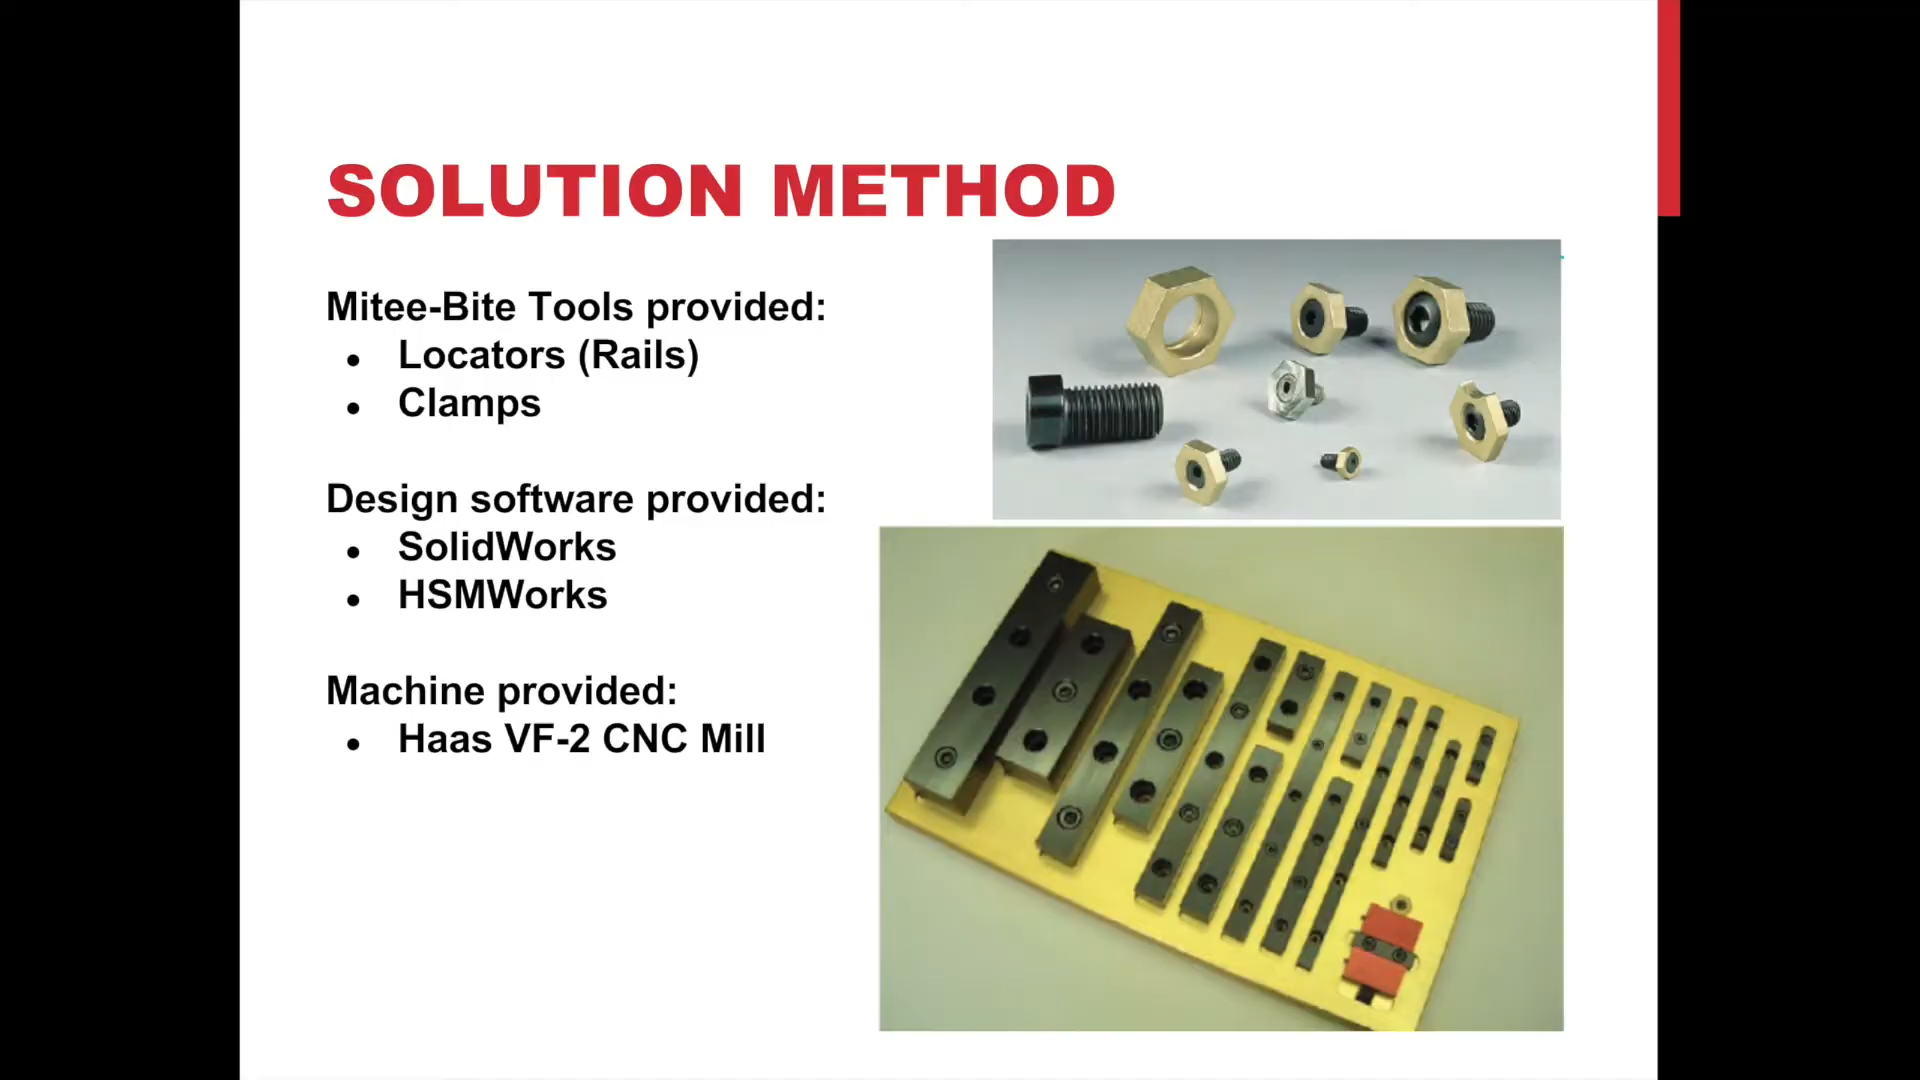 SOLUTION METHOD
Mitee-Bite Tools provided:
● Locators (Rails)
● Clamps
Design software provided:
● SolidWorks
● HSMWorks
Machine provided:
● Haas VF-2 CNC Mill